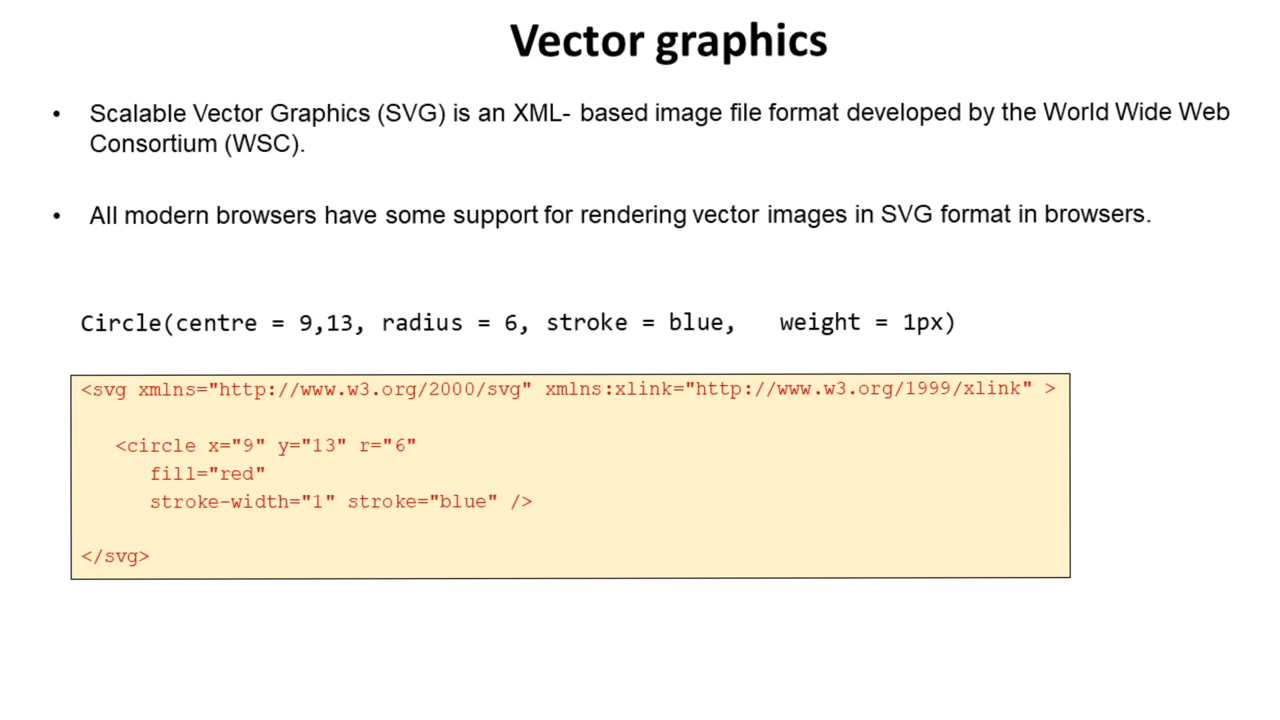 Vector graphics
• Scalable Vector Graphics (SVG) is an XML- based image file format developed by the World Wide Web
Consortium (WSC).
• All modern browsers have some support for rendering vector images in SVG format in browsers.
Circle(centre = 9,13, radius = 6, stroke = blue,   weight = 1px)
<svg xmlns="http://www.w3.org/2000/svg" xmlns:xlink="http://www.w3.org/1999/xlink" >
<circle x="9" y="13" r="6"
fill="red"
stroke-width="1" stroke="blue" />
</svg>